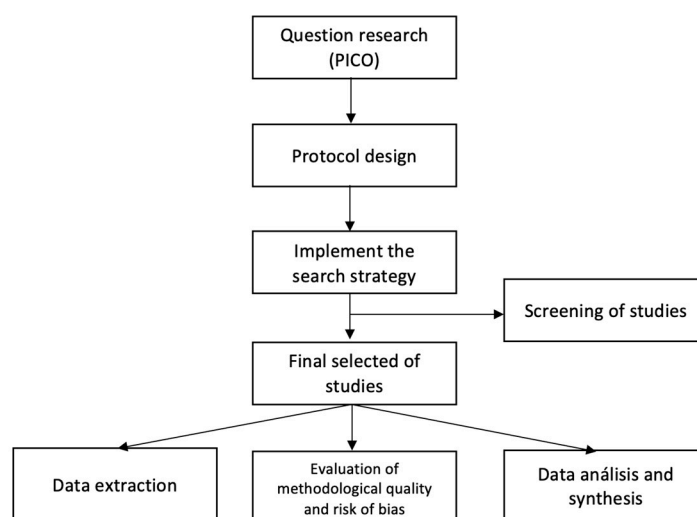 Question research
(PICO)
Protocol design
Implement the
search strategy
Screening of studies
Final selected of
studies
Data extraction
Evaluation of
methodological quality
and risk of bias
Data análisis and
synthesis